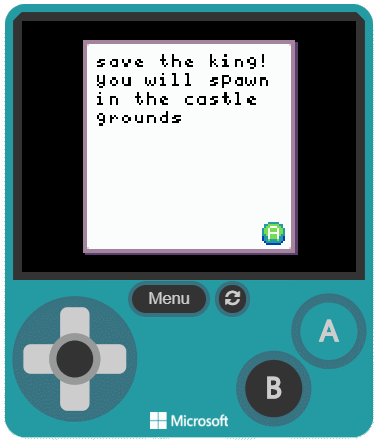 save the king!
You will spawn
in the castle
grounds
A
Menu
A
B
Microsoft